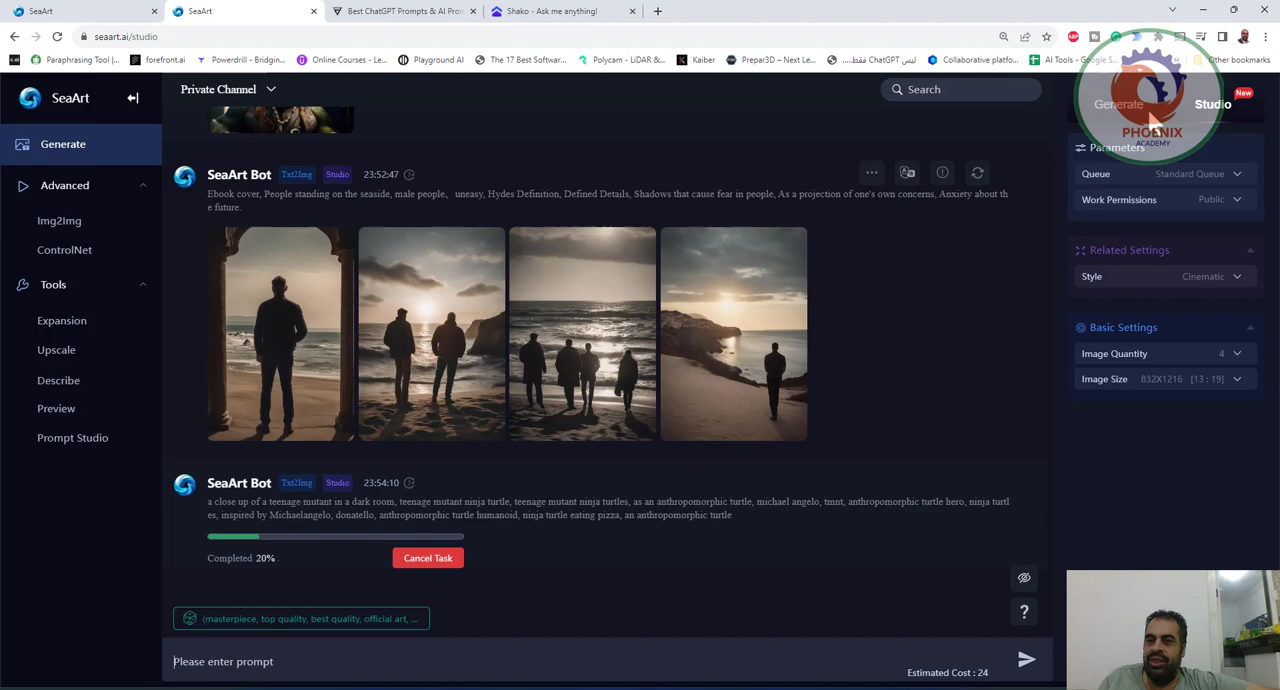 SeaArt
SeaArt
Best ChatGPT Prompts & AI Pro
Shako - Ask me anything!
seaart.ai/studio
Paraphrasing Tool |...
forefront.ai
Powerdrill - Bridgin...
Online Courses - Le...
Playground AI
The 17 Best Softwar...
Polycam - LiDAR &...
Kaiber
Prepar3D – Next Le...
ليس ChatGPT فقط.....
Collaborative platfo...
AI Tools - Google S...
Other bookmarks
SeaArt
Private Channel
Search
Generate
Studio
New
PHOENIX
ACADEMY
Generate
Advanced
Img2Img
ControlNet
Tools
Expansion
Upscale
Describe
Preview
Prompt Studio
SeaArt Bot Txt2Img Studio 23:52:47
Ebook cover, People standing on the seaside, male people、 uneasy, Hydes Definition, Defined Details, Shadows that cause fear in people, As a projection of one's own concerns, Anxiety about th
e future.
SeaArt Bot Txt2Img Studio 23:54:10
a close up of a teenage mutant in a dark room, teenage mutant ninja turtle, teenage mutant ninja turtles, as an anthropomorphic turtle, michael angelo, tmnt, anthropomorphic turtle hero, ninja turtl
es, inspired by Michaelangelo, donatello, anthropomorphic turtle humanoid, ninja turtle eating pizza, an anthropomorphic turtle
Completed 20%
Cancel Task
(masterpiece, top quality, best quality, official art, ...
?
Please enter prompt
Estimated Cost : 24
Parameters
Queue Standard Queue
Work Permissions Public
Related Settings
Style Cinematic
Basic Settings
Image Quantity 4
Image Size 832X1216 [13 : 19]